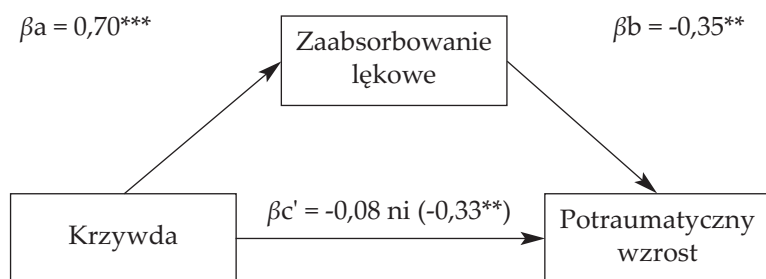 βa = 0,70***
Zaabsorbowanie
lękowe
βb = -0,35**
Krzywda
βc' = -0,08 ni (-0,33**)
Potraumatyczny
wzrost